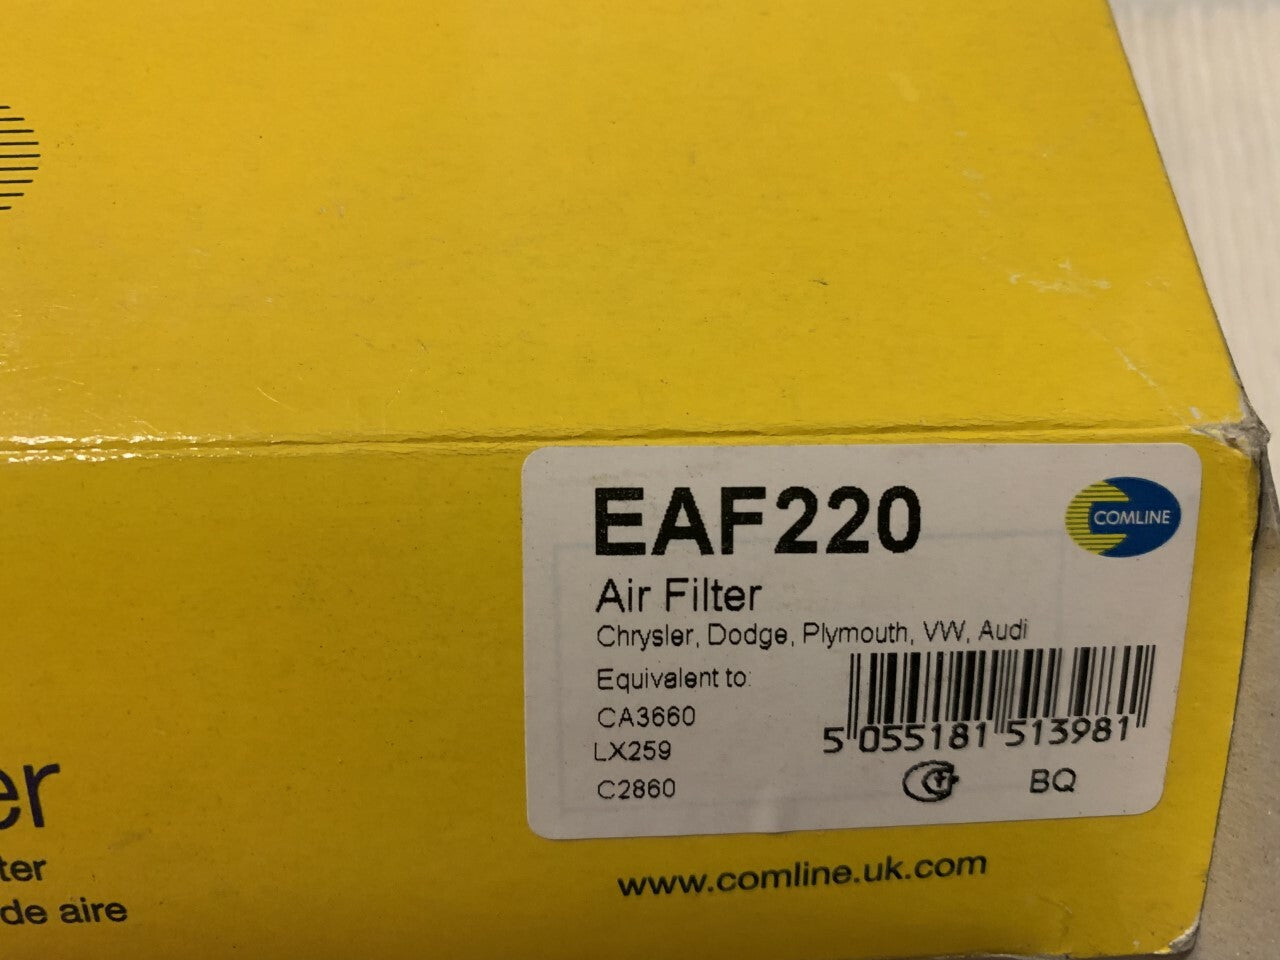 EAF220
COMLINE
Air Filter
Chrysler, Dodge, Plymouth, VW, Audi
Equivalent to:
CA3660
LX259
C2860
5 055181 513981
BQ
er
ter
de aire
www.comline.uk.com